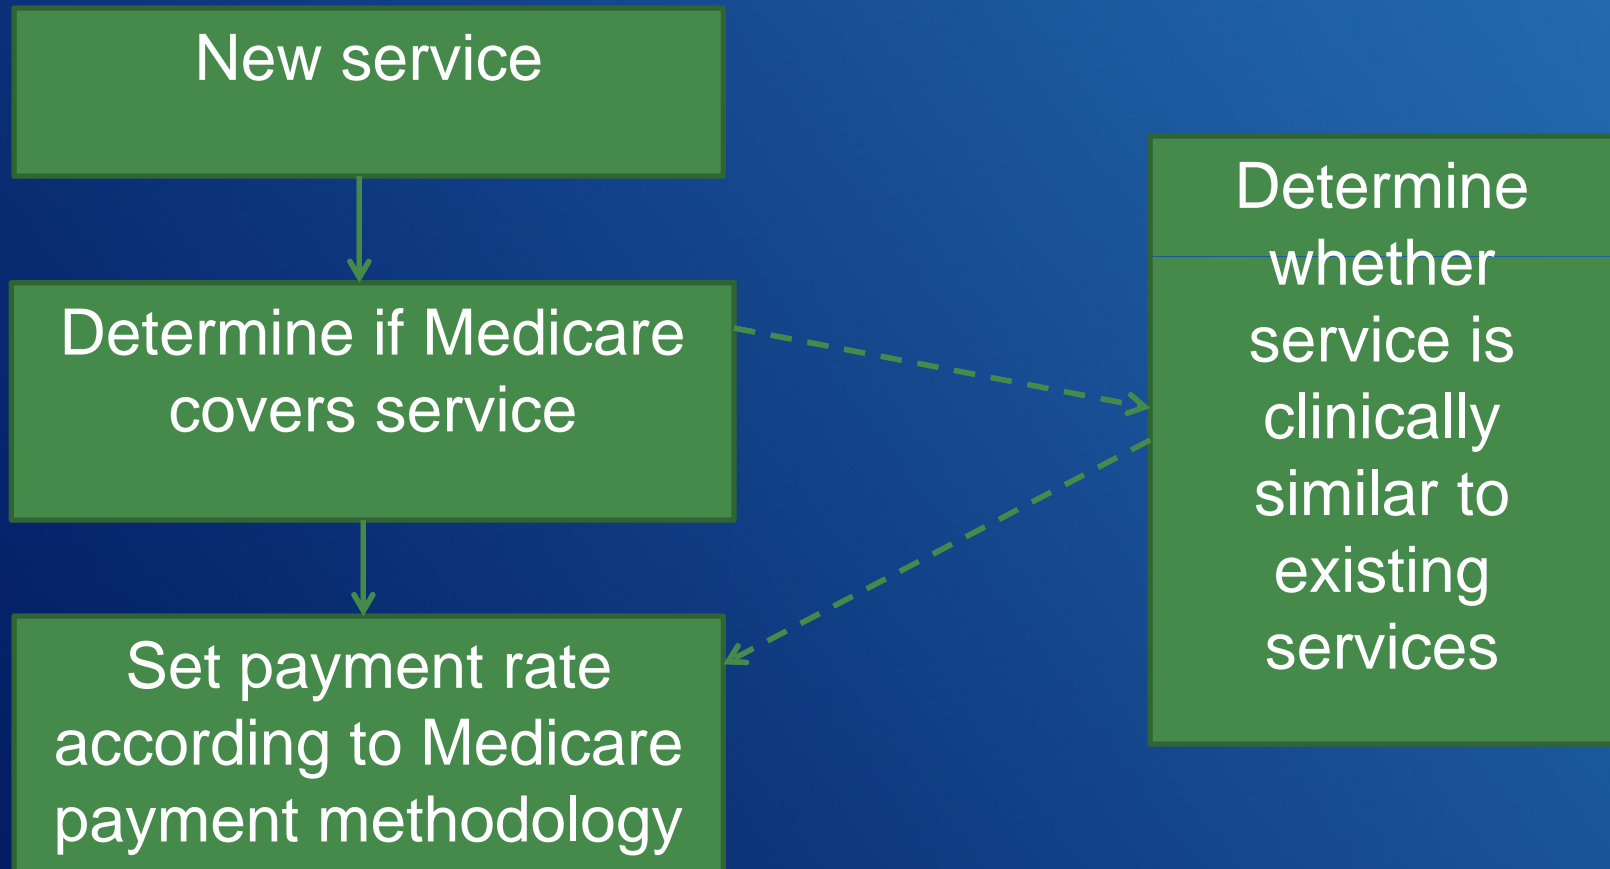 New service
Determine if Medicare
covers service
Set payment rate
according to Medicare
payment methodology
Determine
whether
service is
clinically
similar to
existing
services